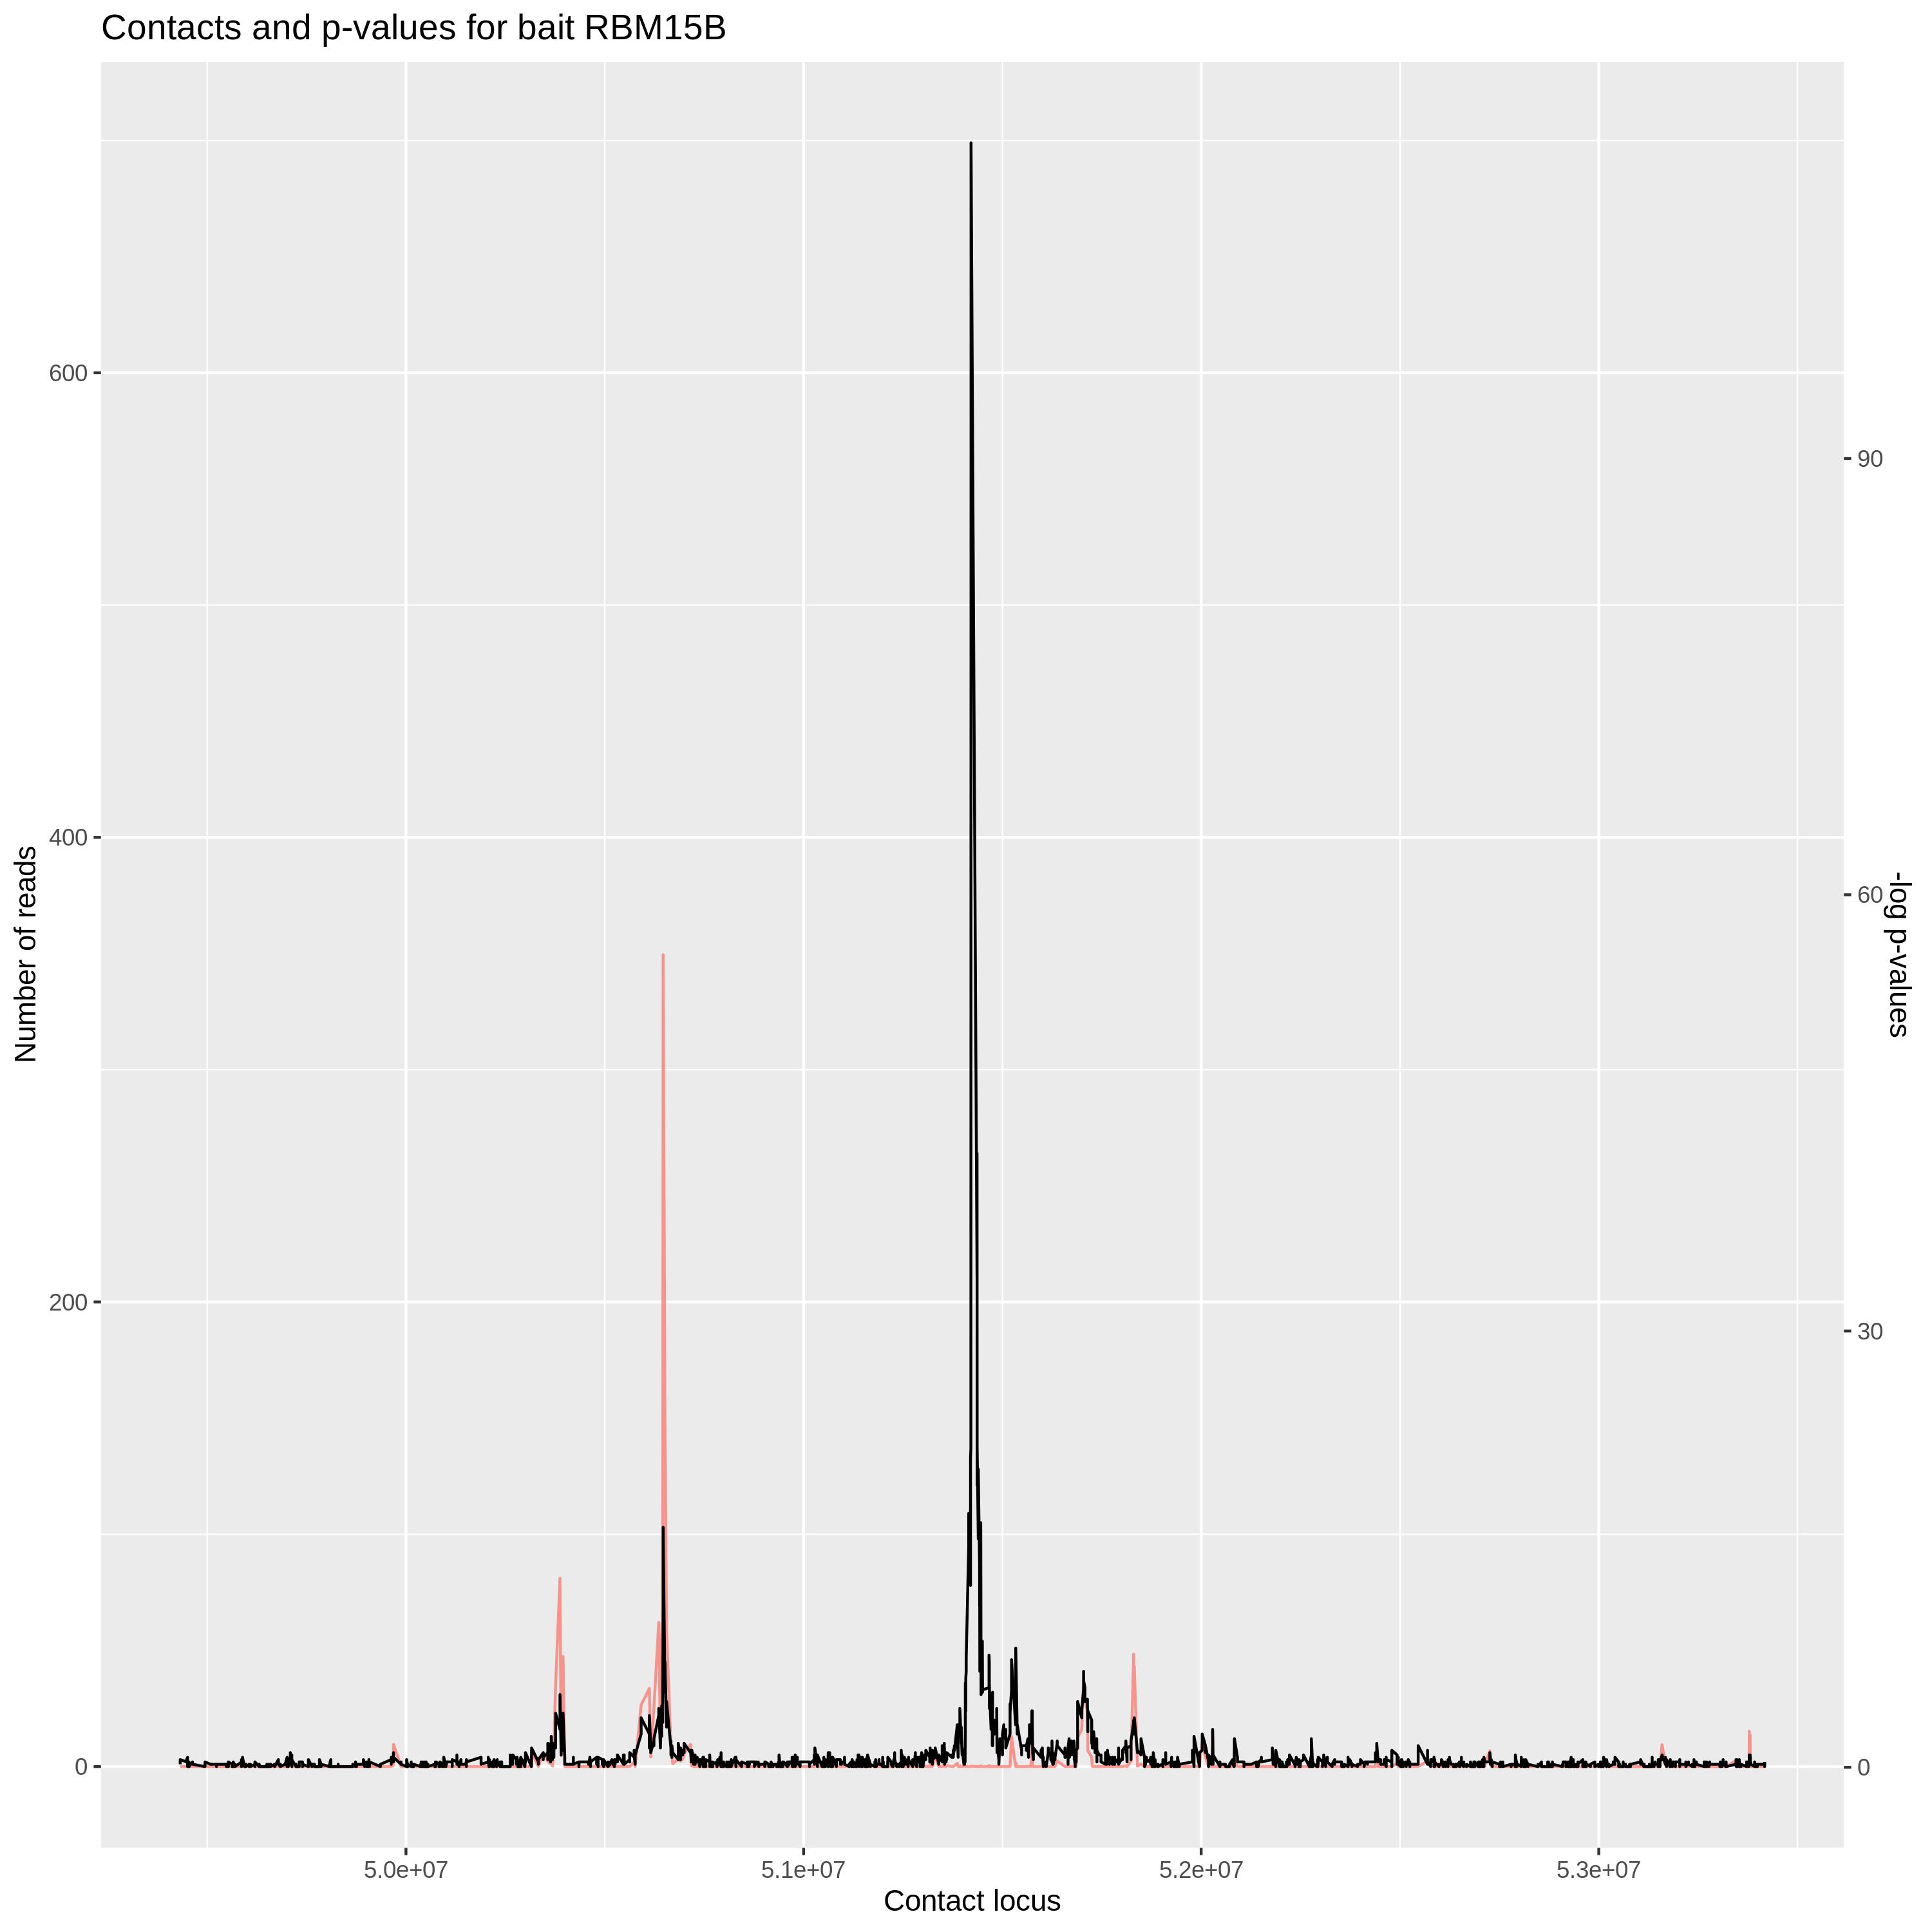 Contacts and p-values for bait RBM15B
600
400
200
0
Number of reads
90
60
30
0
-log p-values
5.0e+07
5.1e+07
5.2e+07
5.3e+07
Contact locus